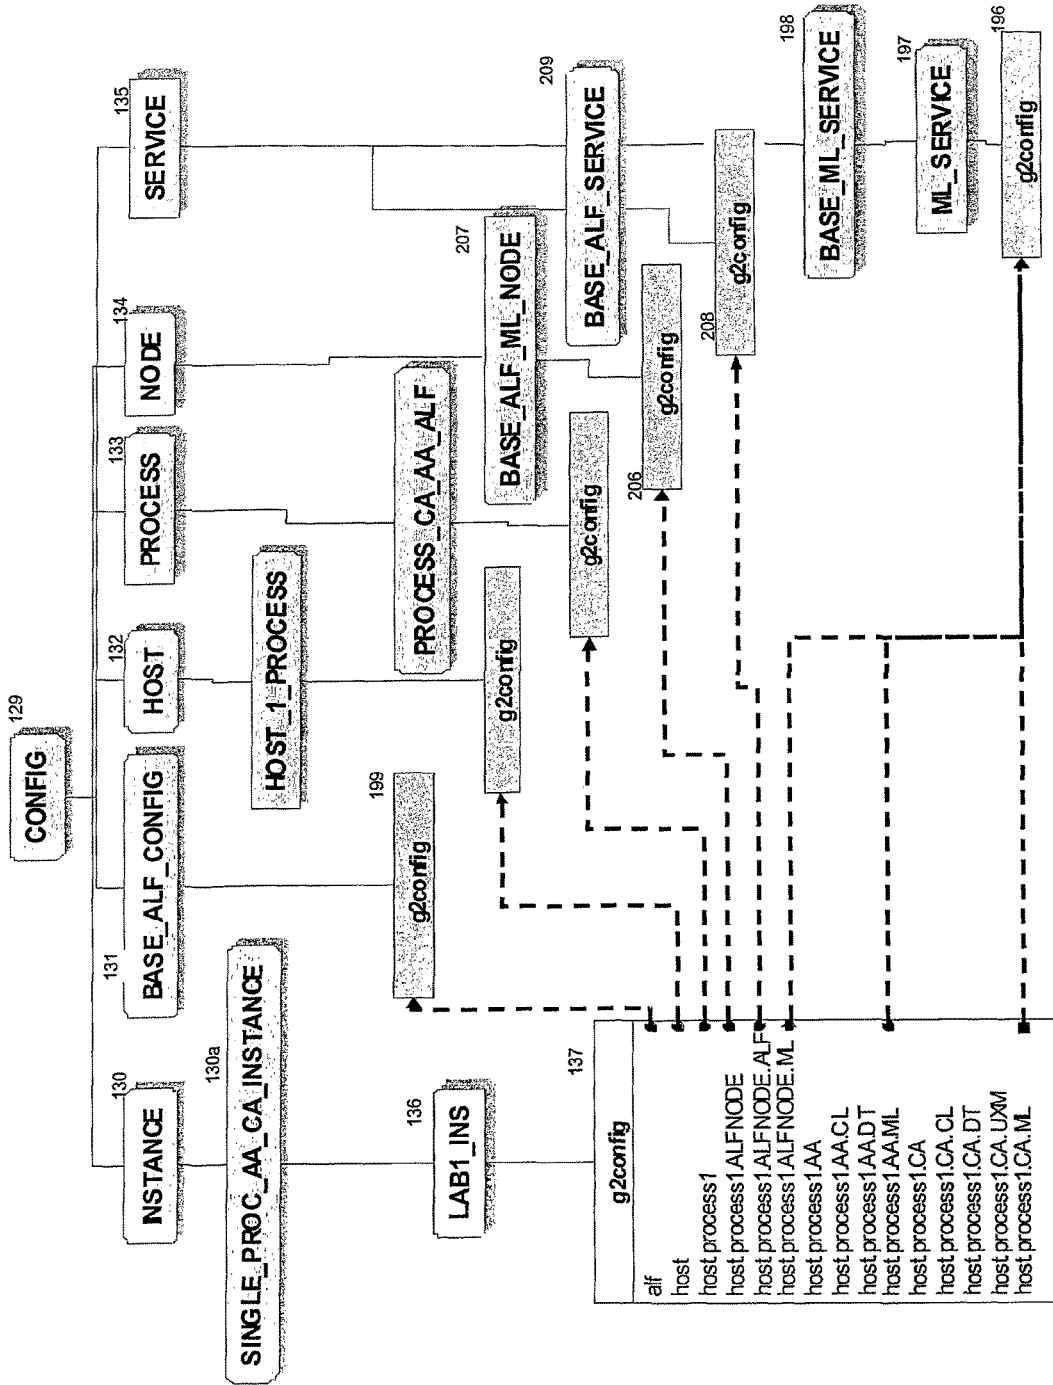 CONFIG
129
INSTANCE
130
BASE_ALF_CONFIG
131
HOST
132
PROCESS
133
NODE
134
SERVICE
135
SINGLE_PROC_AA_CA_INSTANCE
130a
HOST_1_PROCESS
LAB1_INS
136
g2config
199
PROCESS_CA_AA_ALF
BASE_ALF_ML_NODE
207
BASE_ALF_SERVICE
209
g2config
g2config
g2config
206
g2config
208
BASE_ML_SERVICE
198
ML_SERVICE
197
g2config
196
g2config
137
alf
host
host.process1
host.process1.ALFNODE
host.process1.ALFNODE.ALF
host.process1.ALFNODE.ML
host.process1.AA
host.process1.AA.CL
host.process1.AA.DT
host.process1.AA.ML
host.process1.CA
host.process1.CA.CL
host.process1.CA.DT
host.process1.CA.UXM
host.process1.CA.ML